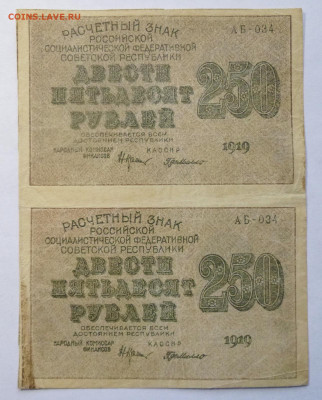 COINS.LAVE.RU
РАСЧЕТНЫЙ ЗНАК
РОССИЙСКОЙ
СОЦИАЛИСТИЧЕСКОЙ ФЕДЕРАТИВНОЙ
СОВЕТСКОЙ РЕСПУБЛИКИ
АБ-034
ДВЕСТИ
ПЯТЬДЕСЯТ
РУБЛЕЙ
250
ОБЕСПЕЧИВАЕТСЯ ВСЕМ
ДОСТОЯНИЕМ РЕСПУБЛИКИ
НАРОДНЫЙ КОМИССАР
ФИНАНСОВ
КАССИР
1919
РАСЧЕТНЫЙ ЗНАК
РОССИЙСКОЙ
СОЦИАЛИСТИЧЕСКОЙ ФЕДЕРАТИВНОЙ
СОВЕТСКОЙ РЕСПУБЛИКИ
АБ-034
ДВЕСТИ
ПЯТЬДЕСЯТ
РУБЛЕЙ
250
ОБЕСПЕЧИВАЕТСЯ ВСЕМ
ДОСТОЯНИЕМ РЕСПУБЛИКИ
НАРОДНЫЙ КОМИССАР
ФИНАНСОВ
КАССИР
1919